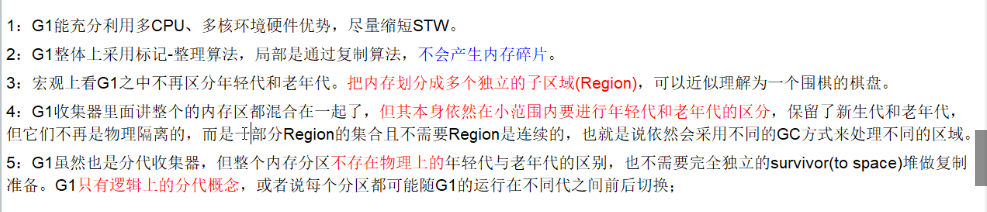 1：G1能充分利用多CPU、多核环境硬件优势，尽量缩短STW。
2：G1整体上采用标记-整理算法，局部是通过复制算法，不会产生内存碎片。
3：宏观上看G1之中不再区分年轻代和老年代。把内存划分成多个独立的子区域(Region)，可以近似理解为一个围棋的棋盘。
4：G1收集器里面讲整个的内存区都混合在一起了，但其本身依然在小范围内要进行年轻代和老年代的区分，保留了新生代和老年代，
但它们不再是物理隔离的，而是一部分Region的集合且不需要Region是连续的，也就是说依然会采用不同的GC方式来处理不同的区域。
5：G1虽然也是分代收集器，但整个内存分区不存在物理上的年轻代与老年代的区别，也不需要完全独立的survivor(to space)堆做复制
准备。G1只有逻辑上的分代概念，或者说每个分区都可能随G1的运行在不同代之间前后切换；